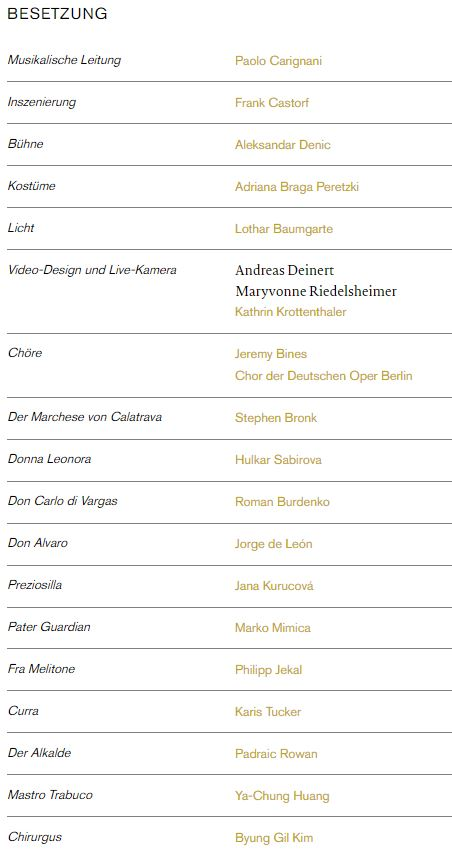 BESETZUNG
Musikalische Leitung Paolo Carignani
Inszenierung Frank Castorf
Bühne Aleksandar Denic
Kostüme Adriana Braga Peretzki
Licht Lothar Baumgarte
Video-Design und Live-Kamera Andreas Deinert
Maryvonne Riedelsheimer
Kathrin Krottenthaler
Chöre Jeremy Bines
Chor der Deutschen Oper Berlin
Der Marchese von Calatrava Stephen Bronk
Donna Leonora Hulkar Sabirova
Don Carlo di Vargas Roman Burdenko
Don Alvaro Jorge de León
Preziosilla Jana Kurucová
Pater Guardian Marko Mimica
Fra Melitone Philipp Jekal
Curra Karis Tucker
Der Alkalde Padraic Rowan
Mastro Trabuco Ya-Chung Huang
Chirurgus Byung Gil Kim